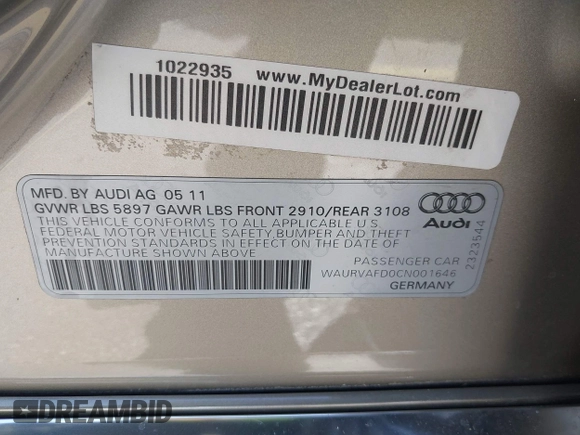 1022935 www.MyDealerLot.com
MFD. BY AUDI AG 05 11
GVWR LBS 5897 GAWR LBS FRONT 2910/REAR 3108
THIS VEHICLE CONFORMS TO ALL APPLICABLE U.S.
FEDERAL MOTOR VEHICLE SAFETY BUMPER AND THEFT
PREVENTION STANDARDS IN EFFECT ON THE DATE OF
MANUFACTURE SHOWN ABOVE.
Audi
PASSENGER CAR
WAURVAFD0CN001646
GERMANY
2323544
DREAMBID